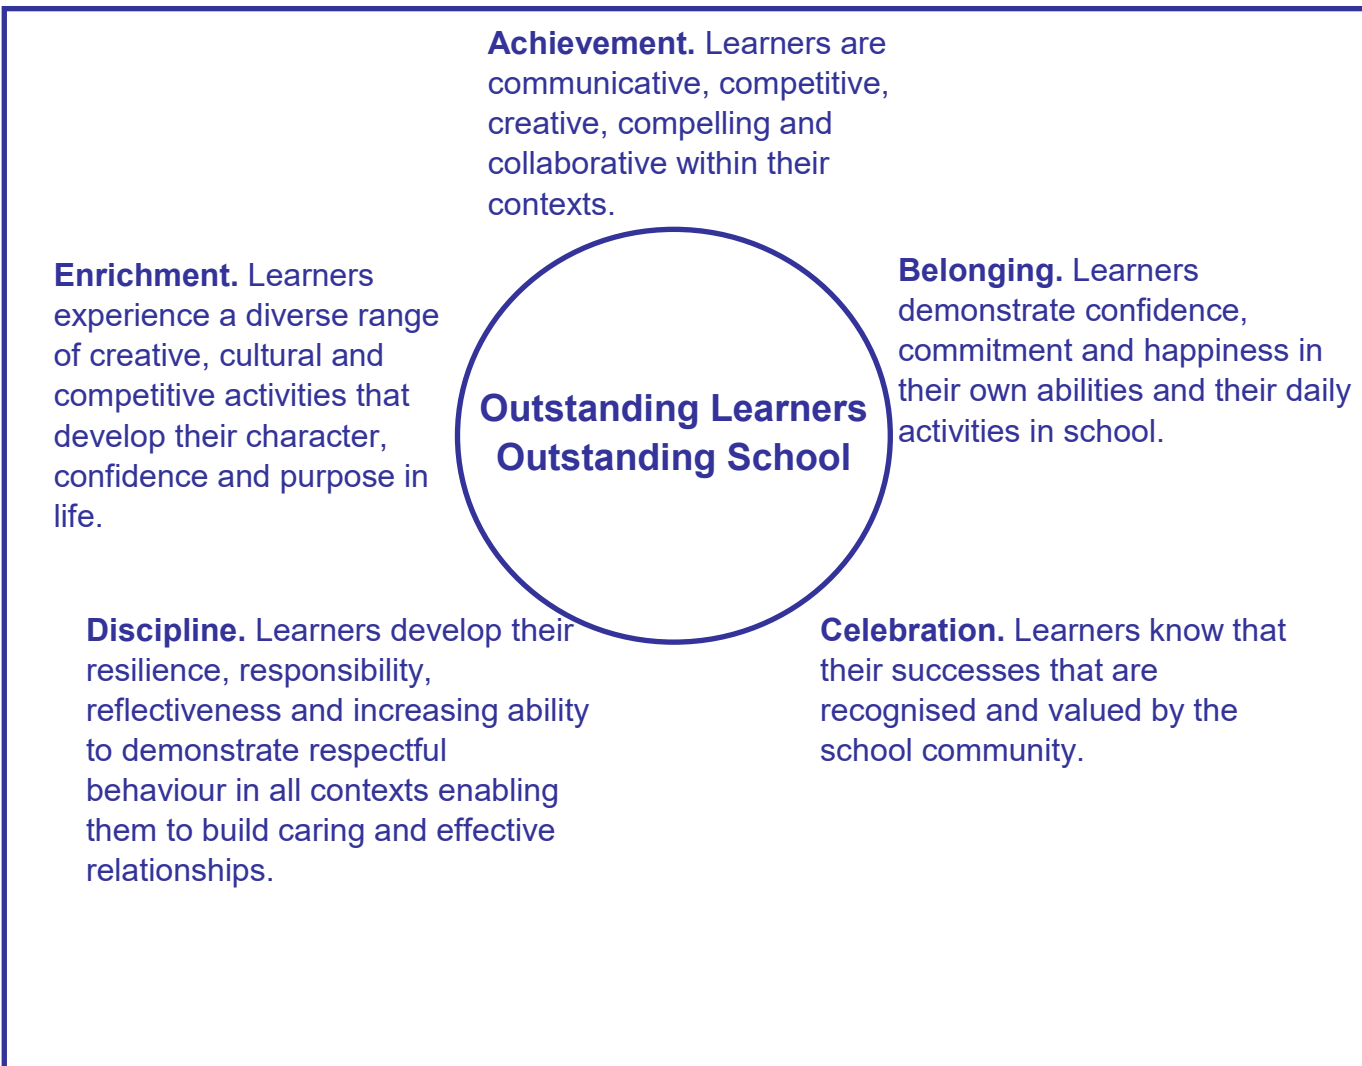 Achievement. Learners are
communicative, competitive,
creative, compelling and
collaborative within their
contexts.
Enrichment. Learners
experience a diverse range
of creative, cultural and
competitive activities that
develop their character,
confidence and purpose in
life.
Belonging. Learners
demonstrate confidence,
commitment and happiness in
their own abilities and their daily
activities in school.
Outstanding Learners
Outstanding School
Discipline. Learners develop their
resilience, responsibility,
reflectiveness and increasing ability
to demonstrate respectful
behaviour in all contexts enabling
them to build caring and effective
relationships.
Celebration. Learners know that
their successes that are
recognised and valued by the
school community.